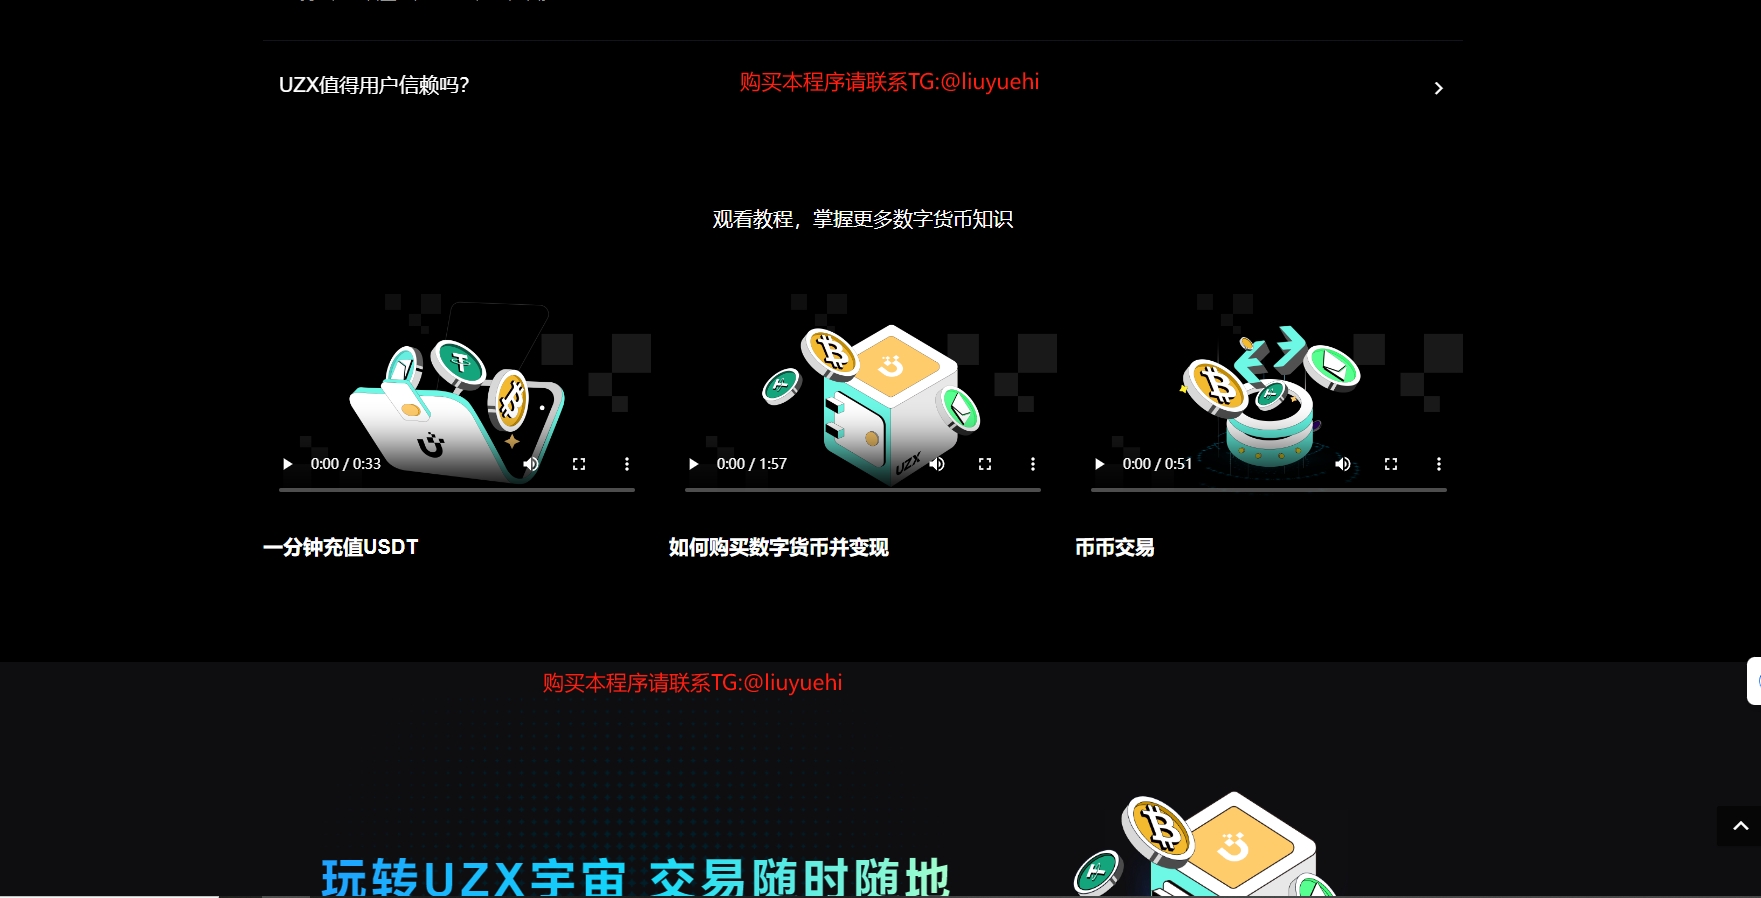 UZX值得用户信赖吗？
购买本程序请联系TG:@liuyuehi
观看教程，掌握更多数字货币知识
0:00 / 0:33
0:00 / 1:57
UZX
0:00 / 0:51
一分钟充值USDT
如何购买数字货币并变现
币币交易
购买本程序请联系TG:@liuyuehi
玩转UZX宇宙 交易随时随地